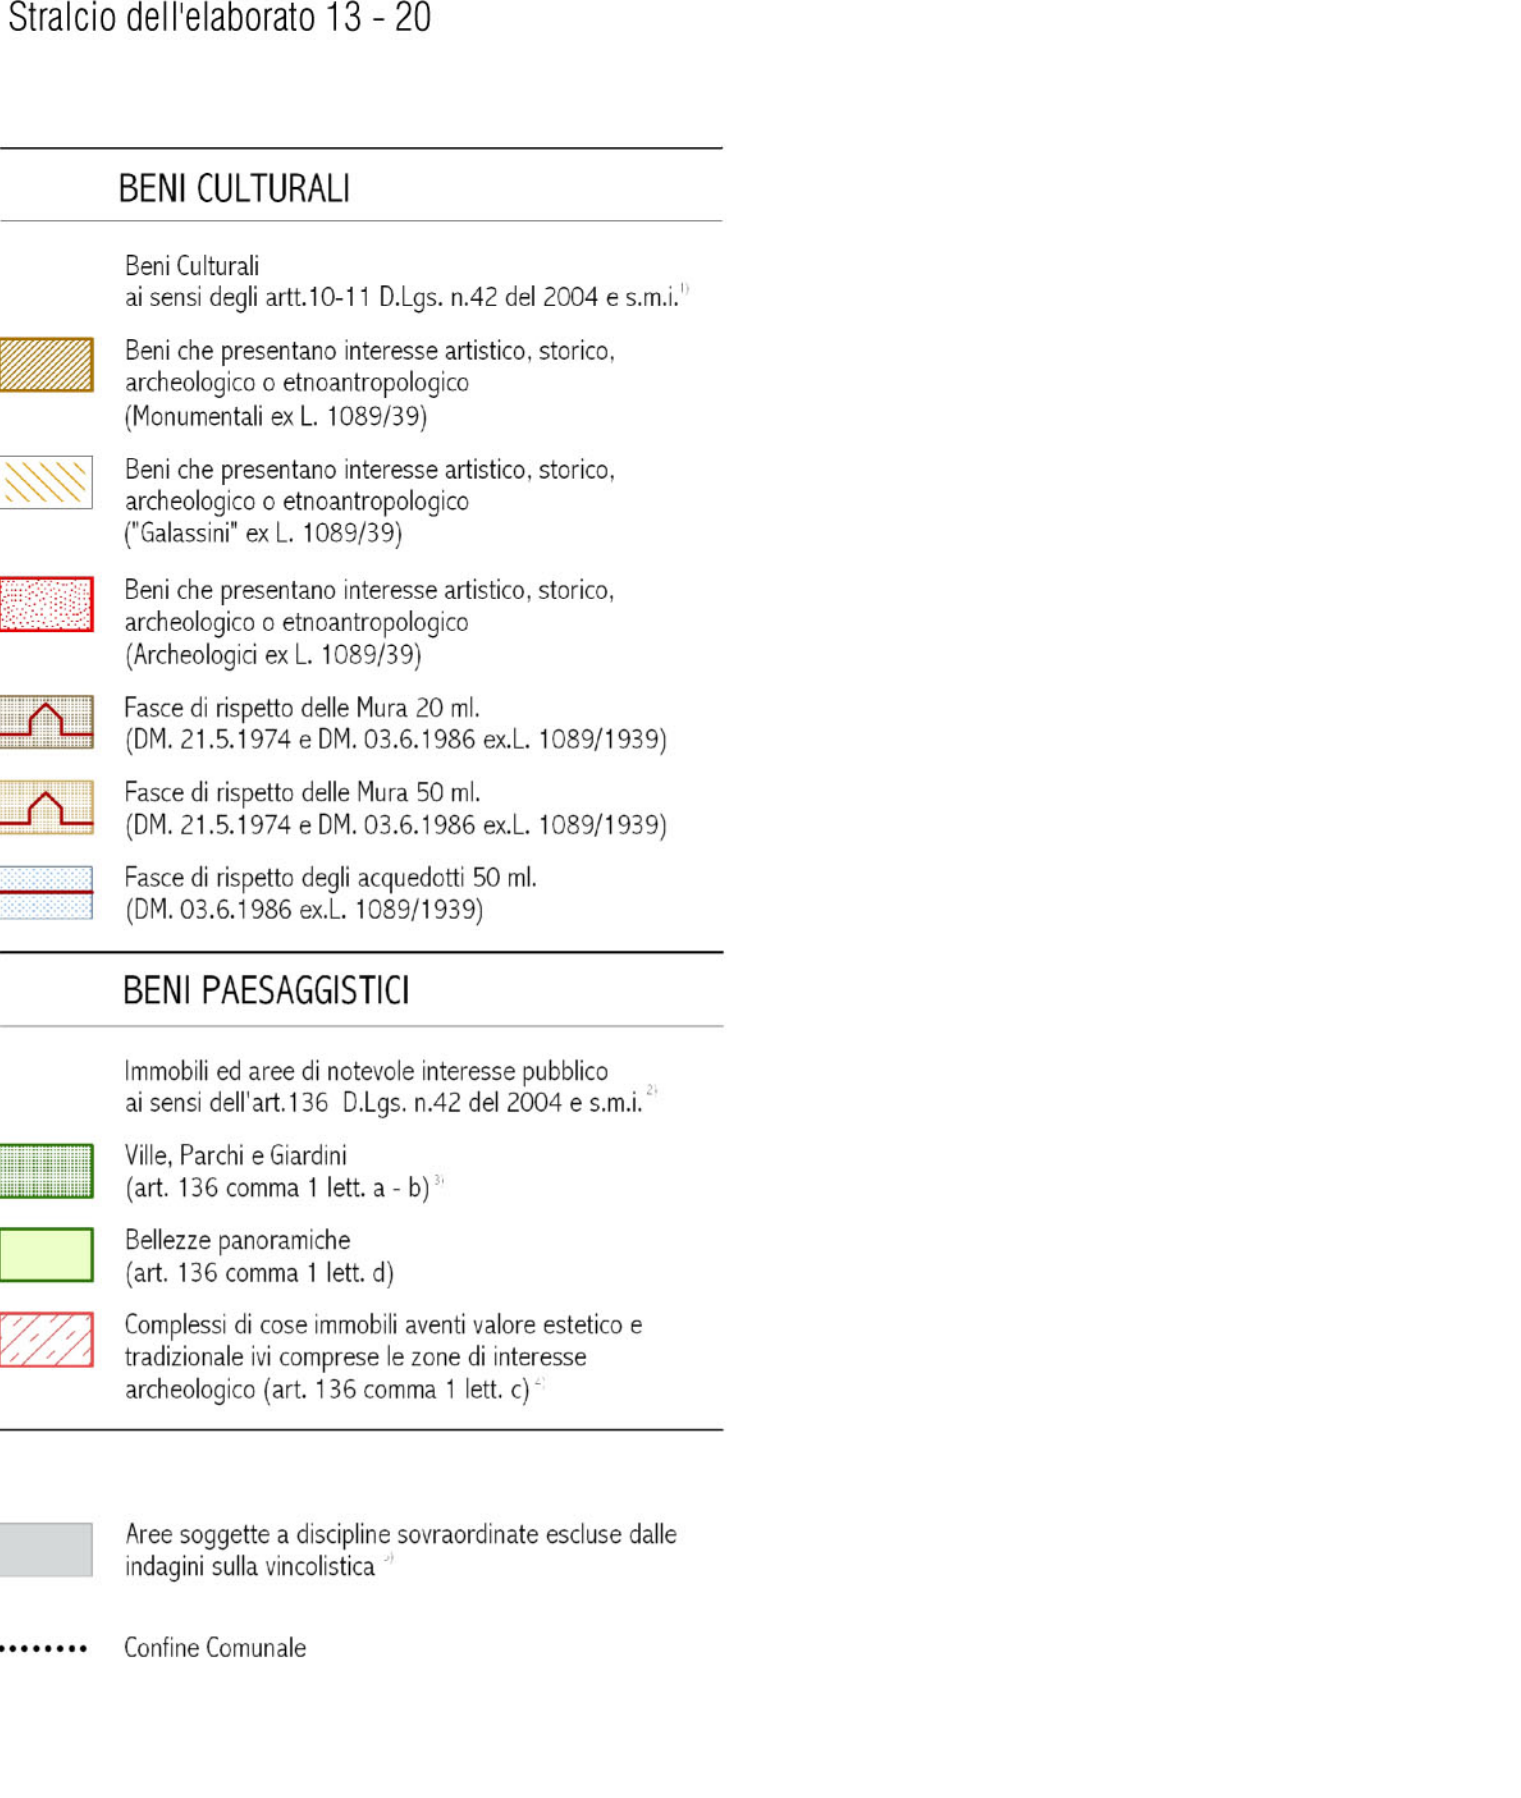 Stralcio dell'elaborato 13 - 20
BENI CULTURALI
Beni Culturali
ai sensi degli artt.10-11 D.Lgs. n.42 del 2004 e s.m.i.¹⁾
Beni che presentano interesse artistico, storico,
archeologico o etnoantropologico
(Monumentali ex L. 1089/39)
Beni che presentano interesse artistico, storico,
archeologico o etnoantropologico
("Galassini" ex L. 1089/39)
Beni che presentano interesse artistico, storico,
archeologico o etnoantropologico
(Archeologici ex L. 1089/39)
Fasce di rispetto delle Mura 20 ml.
(DM. 21.5.1974 e DM. 03.6.1986 ex.L. 1089/1939)
Fasce di rispetto delle Mura 50 ml.
(DM. 21.5.1974 e DM. 03.6.1986 ex.L. 1089/1939)
Fasce di rispetto degli acquedotti 50 ml.
(DM. 03.6.1986 ex.L. 1089/1939)
BENI PAESAGGISTICI
Immobili ed aree di notevole interesse pubblico
ai sensi dell'art.136 D.Lgs. n.42 del 2004 e s.m.i.²⁾
Ville, Parchi e Giardini
(art. 136 comma 1 lett. a - b)³⁾
Bellezze panoramiche
(art. 136 comma 1 lett. d)
Complessi di cose immobili aventi valore estetico e
tradizionale ivi comprese le zone di interesse
archeologico (art. 136 comma 1 lett. c)
Aree soggette a discipline sovraordinate escluse dalle
indagini sulla vincolistica
Confine Comunale